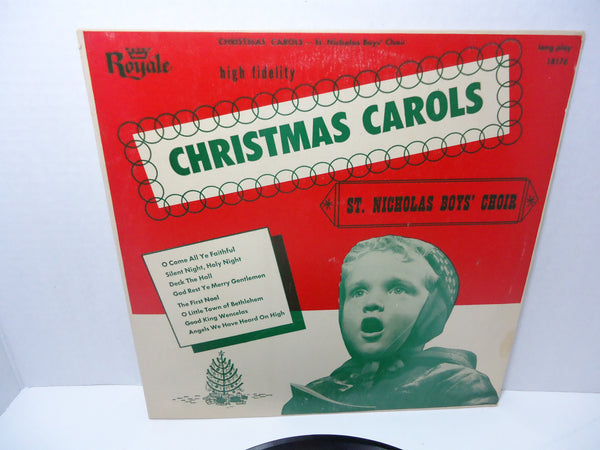 CHRISTMAS CAROLS - St Nicholas Boys' Choir
Royale
long play
18176
high fidelity
CHRISTMAS CAROLS
ST. NICHOLAS BOYS' CHOIR
O Come All Ye Faithful
Silent Night, Holy Night
Deck The Hall
God Rest Ye Merry Gentlemen
The First Noel
O Little Town of Bethlehem
Good King Wenceslas
Angels We Have Heard On High